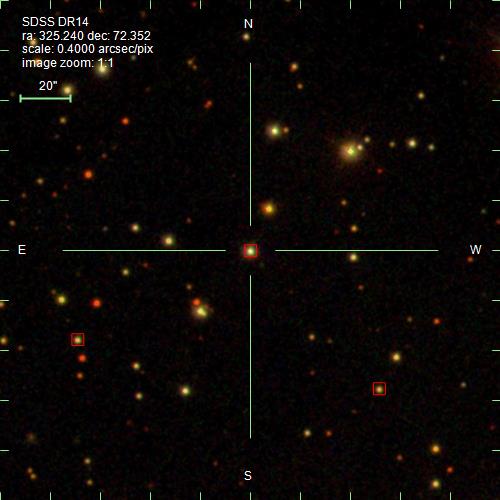 SDSS DR14
ra: 325.240 dec: 72.352
scale: 0.4000 arcsec/pix
image zoom: 1:1
20"
N
E
W
S